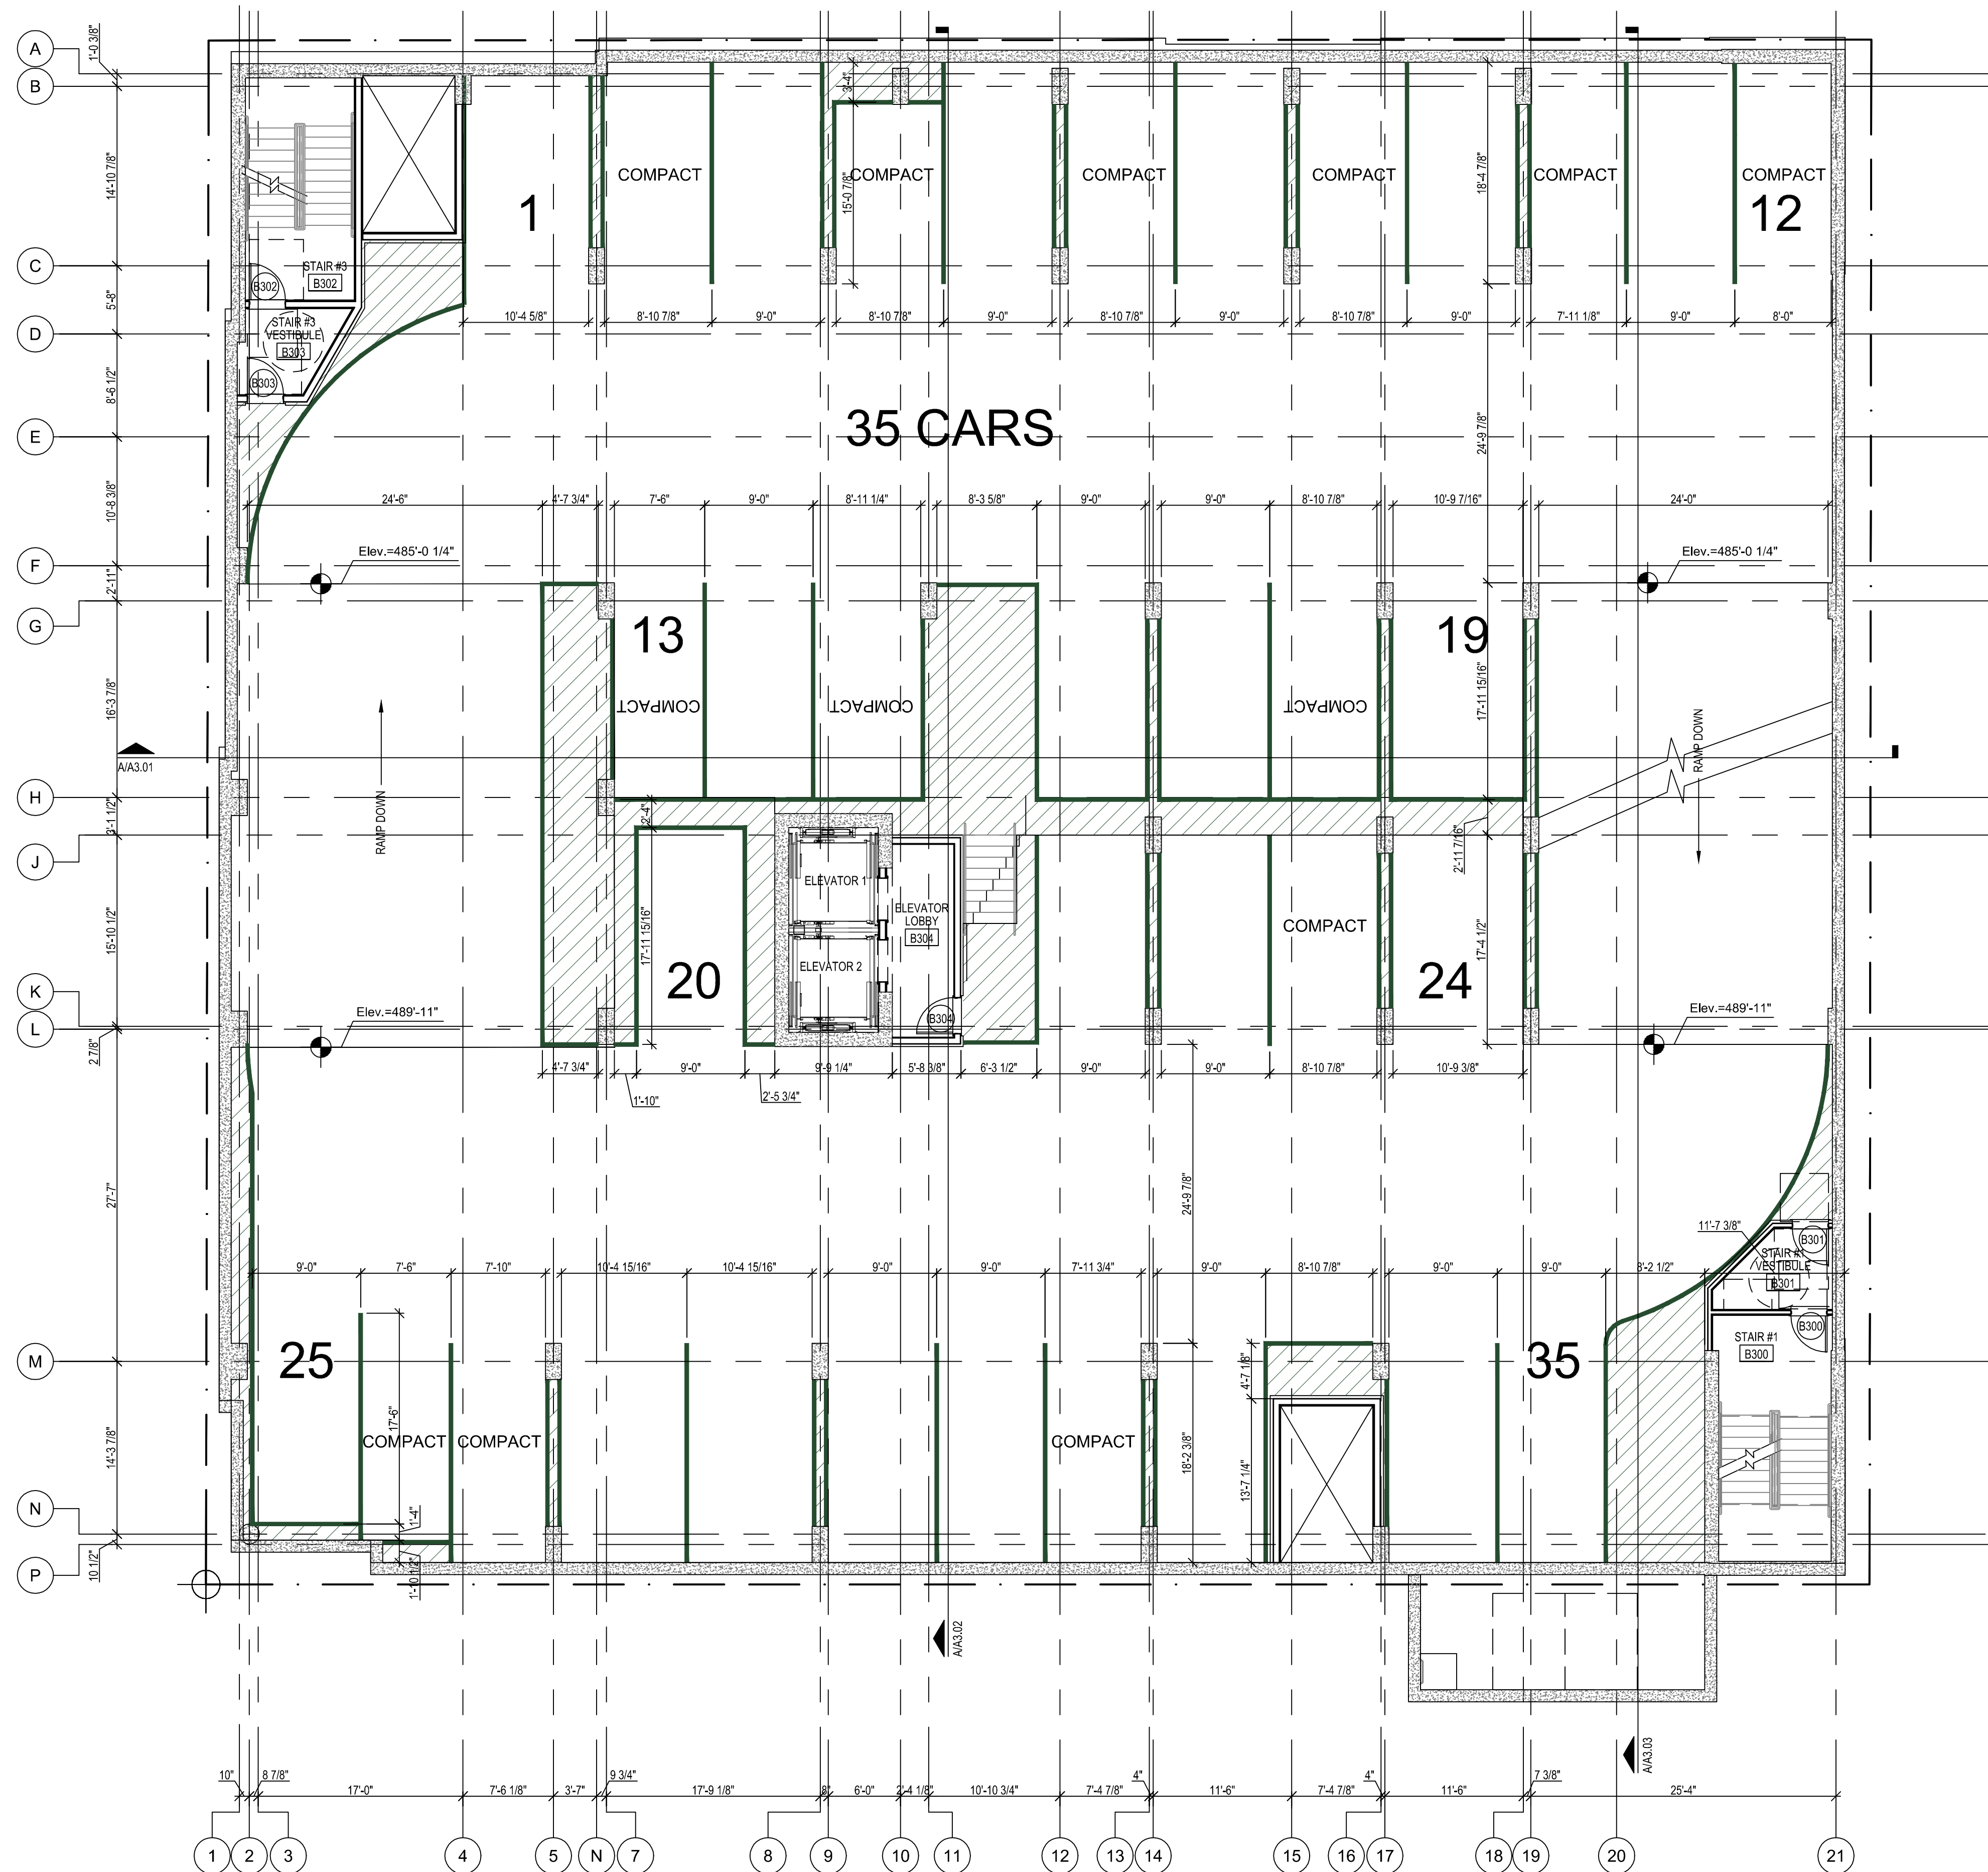 A
1'-0 3/8"
B
3'-4"
14'-10 7/8"
COMPACT
COMPACT
COMPACT
COMPACT
COMPACT
COMPACT
15'-0 7/8"
18'-4 7/8"
1
12
C
STAIR #3
B302
B302
5'-8"
STAIR #3
VESTIBULE
B303
10'-4 5/8"
8'-10 7/8"
9'-0"
8'-10 7/8"
9'-0"
8'-10 7/8"
9'-0"
8'-10 7/8"
9'-0"
7'-11 1/8"
9'-0"
8'-0"
D
8'-6 1/2"
B303
35 CARS
24'-9 7/8"
E
10'-8 3/8"
24'-6"
4'-7 3/4"
7'-6"
9'-0"
8'-11 1/4"
8'-3 5/8"
9'-0"
9'-0"
8'-10 7/8"
10'-9 7/16"
24'-0"
Elev.=485'-0 1/4"
Elev.=485'-0 1/4"
F
2'-11"
G
13
19
16'-3 7/8"
COMPACT
COMPACT
COMPACT
17'-11 15/16"
A/A3.01
RAMP DOWN
RAMP DOWN
H
3'-1 1/2"
2'-4"
2'-11 7/16"
J
ELEVATOR 1
ELEVATOR
LOBBY
B304
COMPACT
15'-10 1/2"
17'-11 15/16"
17'-4 1/2"
ELEVATOR 2
20
24
K
B304
Elev.=489'-11"
Elev.=489'-11"
L
2 7/8"
4'-7 3/4"
9'-0"
9'-9 1/4"
5'-8 3/8"
6'-3 1/2"
9'-0"
9'-0"
8'-10 7/8"
10'-9 3/8"
1'-10"
2'-5 3/4"
27'-7"
24'-9 7/8"
11'-7 3/8"
B301
STAIR #1
VESTIBULE
B301
9'-0"
7'-6"
7'-10"
10'-4 15/16"
10'-4 15/16"
9'-0"
9'-0"
7'-11 3/4"
9'-0"
8'-10 7/8"
9'-0"
9'-0"
8'-2 1/2"
B300
STAIR #1
B300
M
25
35
4'-7 1/8"
17'-6"
14'-3 7/8"
COMPACT
COMPACT
COMPACT
18'-2 3/8"
13'-7 1/4"
N
1'-4"
P
10 1/2"
1'-10 1/2"
A/A3.02
A/A3.03
10"
8 7/8"
17'-0"
7'-6 1/8"
3'-7"
9 3/4"
17'-9 1/8"
8"
6'-0"
2'-4 1/8"
10'-10 3/4"
7'-4 7/8"
4"
11'-6"
7'-4 7/8"
4"
11'-6"
7 3/8"
25'-4"
1
2
3
4
5
N
7
8
9
10
11
12
13
14
15
16
17
18
19
20
21